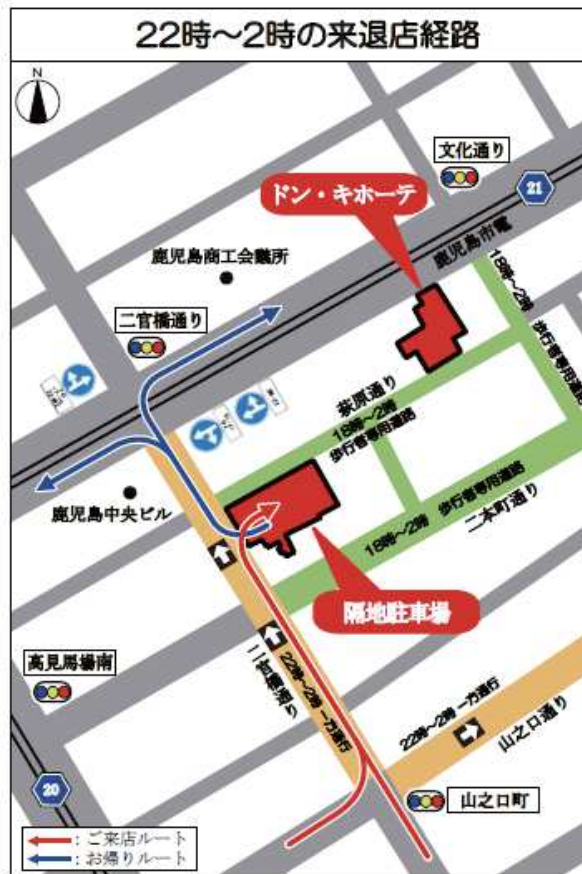 22時～2時の来退店経路
N
文化通り
21
ドン・キホーテ
鹿児島市電
鹿児島商工会議所
二官橋通り
18時～2時 歩行者専用道路
萩原通り
18時～2時
歩行者専用道路
鹿児島中央ビル
18時～2時 歩行者専用道路
二本町通り
隔地駐車場
高見馬場南
二官橋通り
22時～2時 一方通行
22時～2時 一方通行
山之口通り
20
山之口町
：ご来店ルート
：お帰りルート